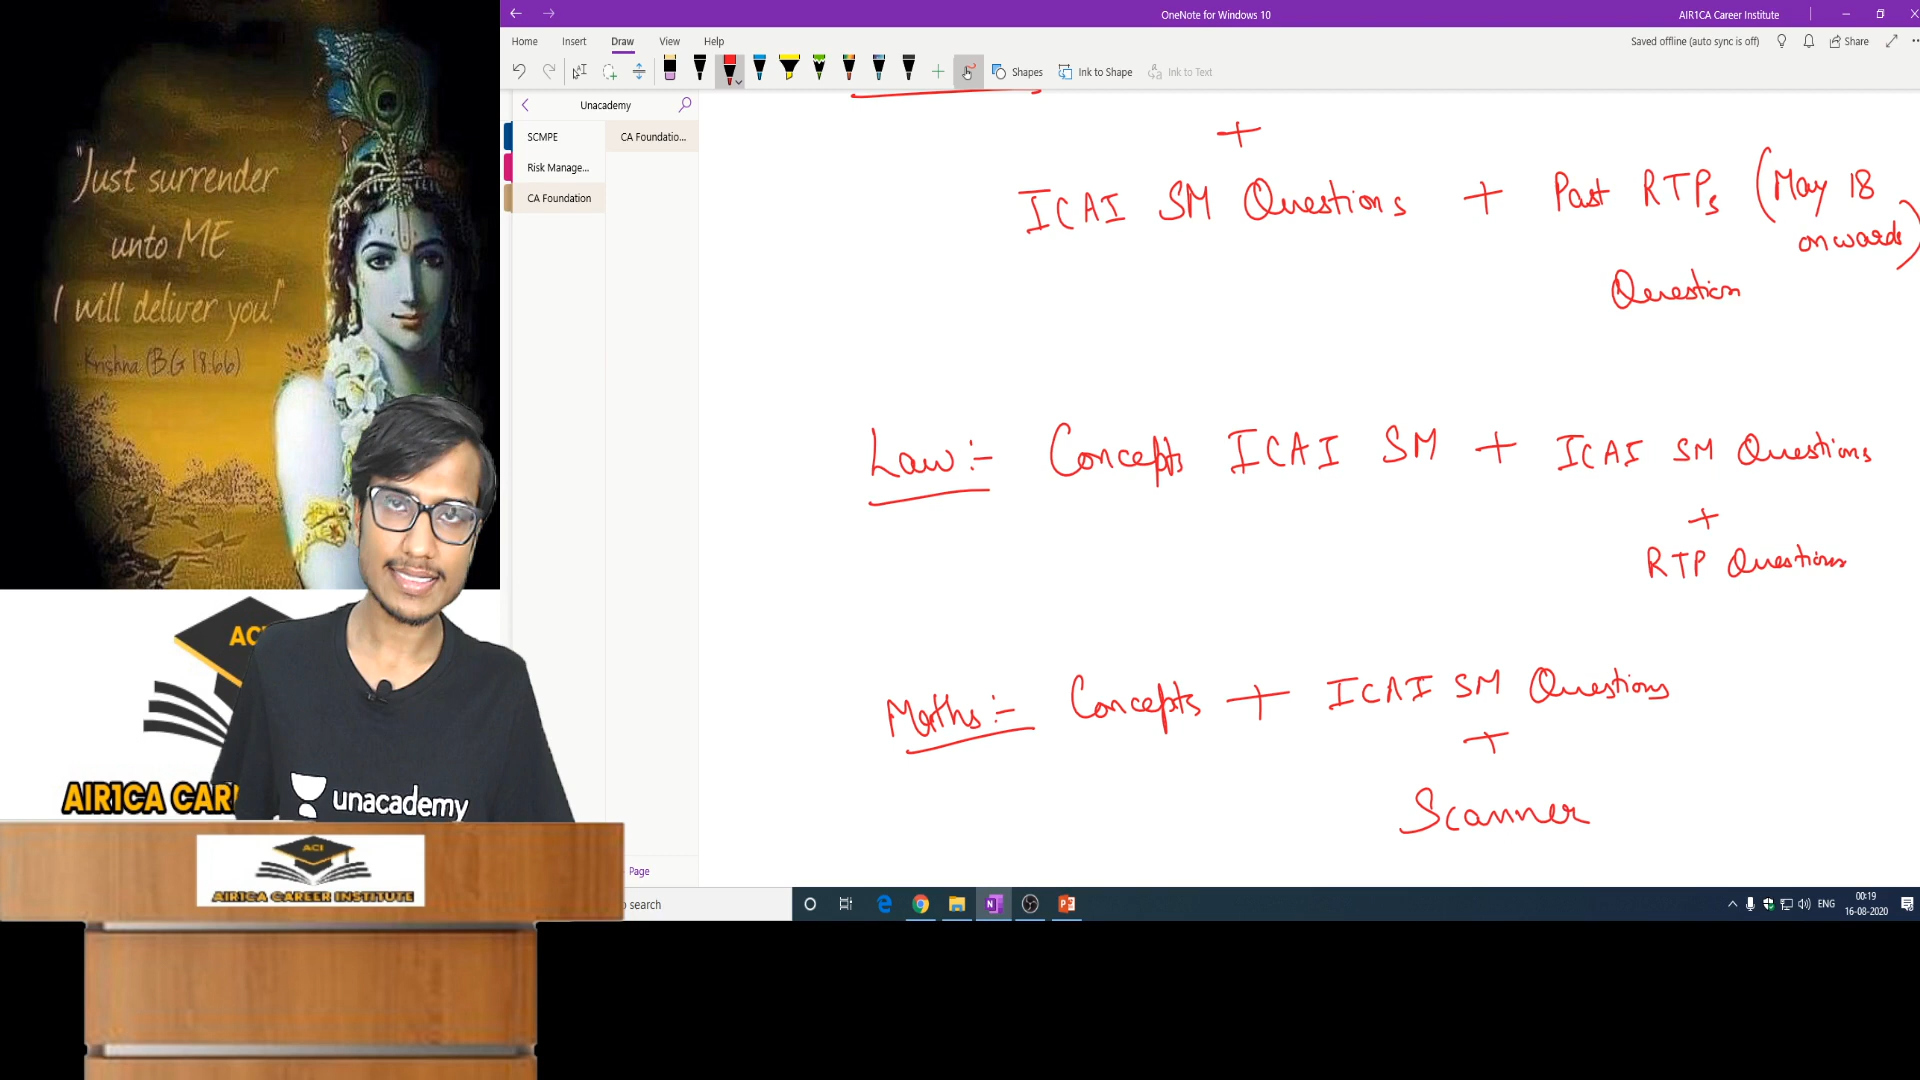 "Just surrender
unto ME
I will deliver you!"
Krishna (B.G 18:66)
ACI
AIR1CA CAR
unacademy
ACI
AIR1CA CAREER INSTITUTE
OneNote for Windows 10
AIR1CA Career Institute
Home Insert Draw View Help
Saved offline (auto sync is off) Share
Shapes Ink to Shape Ink to Text
Unacademy
SCMPE
Risk Manage...
CA Foundation
CA Foundatio...
+
ICAI SM Questions + Past RTPs (May 18
onwards)
Question
Law:- Concepts ICAI SM + ICAI SM Questions
+
RTP Questions
Maths:- Concepts + ICAI SM Questions
+
Scanner
Page
search
ENG
00:19
16-08-2020